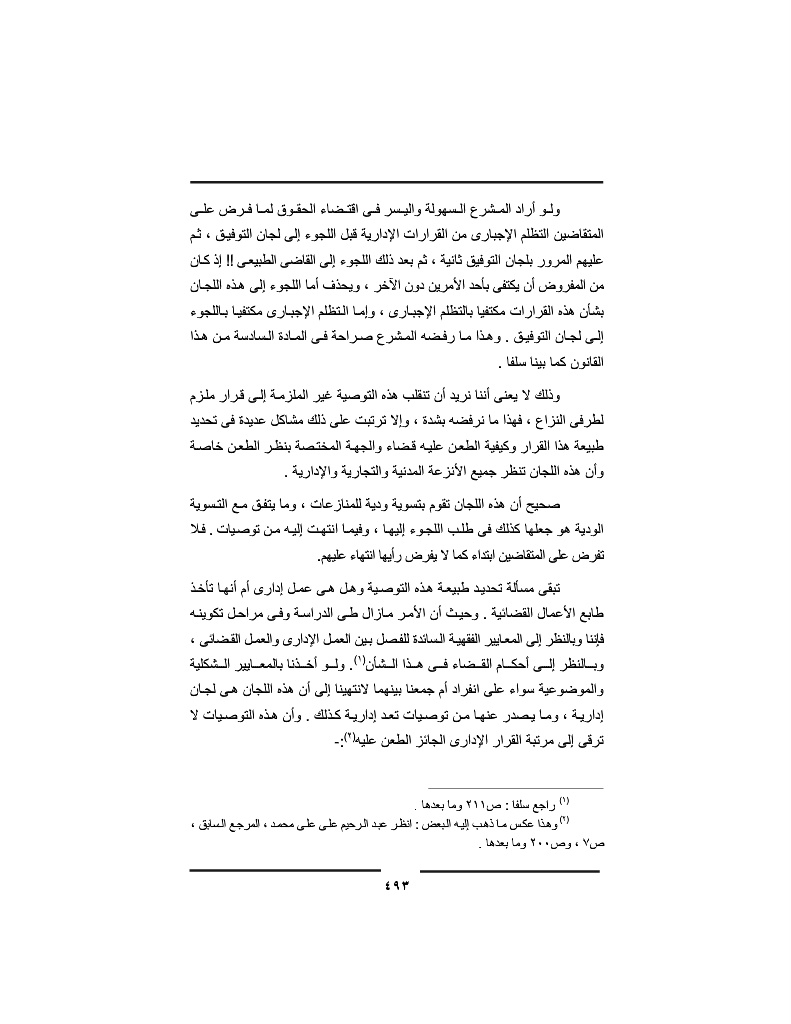 ولو أراد المشرع السهولة واليسر فى اقتضاء الحقوق لما فرض على
المتقاضين التظلم الإجبارى من القرارات الإدارية قبل اللجوء إلى لجان التوفيق ، ثم
عليهم المرور بلجان التوفيق ثانية ، ثم بعد ذلك اللجوء إلى القاضى الطبيعى !! إذ كان
من المفروض أن يكتفى بأحد الأمرين دون الآخر ، ويحذف أما اللجوء إلى هذه اللجان
بشأن هذه القرارات مكتفيا بالتظلم الإجبارى ، وإما التظلم الإجبارى مكتفيا باللجوء
إلى لجان التوفيق . وهذا ما رفضه المشرع صراحة فى المادة السادسة من هذا
القانون كما بينا سلفا .
وذلك لا يعنى أننا نريد أن تنقلب هذه التوصية غير الملزمة إلى قرار ملزم
لطرفى النزاع ، فهذا ما نرفضه بشدة ، وإلا ترتبت على ذلك مشاكل عديدة فى تحديد
طبيعة هذا القرار وكيفية الطعن عليه قضاء والجهة المختصة بنظر الطعن خاصة
وأن هذه اللجان تنظر جميع الأنزعة المدنية والتجارية والإدارية .
صحيح أن هذه اللجان تقوم بتسوية ودية للمنازعات ، وما يتفق مع التسوية
الودية هو جعلها كذلك فى طلب اللجوء إليها ، وفيما انتهت إليه من توصيات . فلا
تفرض على المتقاضين ابتداء كما لا يفرض رأيها انتهاء عليهم.
تبقى مسألة تحديد طبيعة هذه التوصية وهل هى عمل إدارى أم أنها تأخذ
طابع الأعمال القضائية . وحيث أن الأمر مازال طى الدراسة وفى مراحل تكوينه
فإننا وبالنظر إلى المعايير الفقهية السائدة للفصل بين العمل الإدارى والعمل القضائى ،
وبالنظر إلى أحكام القضاء فى هذا الشأن(١). ولو أخذنا بالمعايير الشكلية
والموضوعية سواء على انفراد أم جمعنا بينهما لانتهينا إلى أن هذه اللجان هى لجان
إدارية ، وما يصدر عنها من توصيات تعد إدارية كذلك . وأن هذه التوصيات لا
ترقى إلى مرتبة القرار الإدارى الجائز الطعن عليه(٢):-
(١) راجع سلفا : ص٢١١ وما بعدها .
(٢) وهذا عكس ما ذهب إليه البعض : انظر عبد الرحيم على على محمد ، المرجع السابق ،
ص٧ ، وص٢٠٠ وما بعدها .
٤٩٣